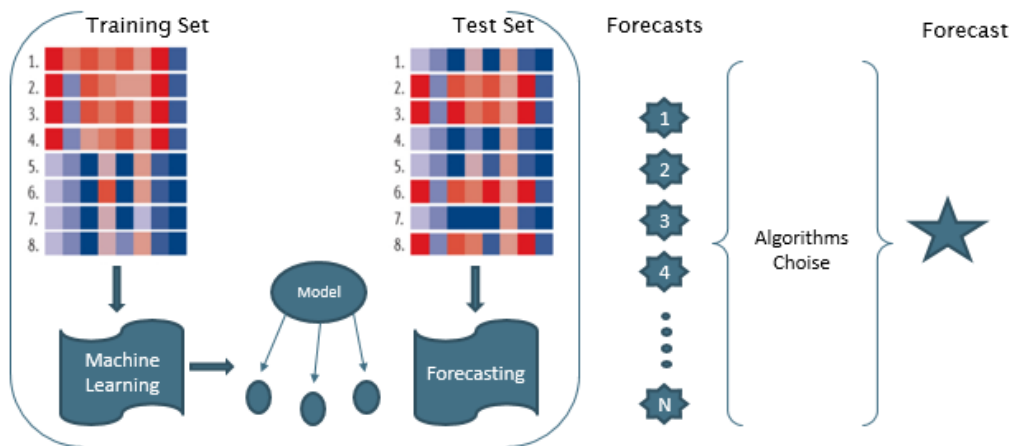 Training Set
1.
2.
3.
4.
5.
6.
7.
8.
Machine
Learning
Model
Test Set
1.
2.
3.
4.
5.
6.
7.
8.
Forecasting
Forecasts
1
2
3
4
N
Algorithms
Choise
Forecast